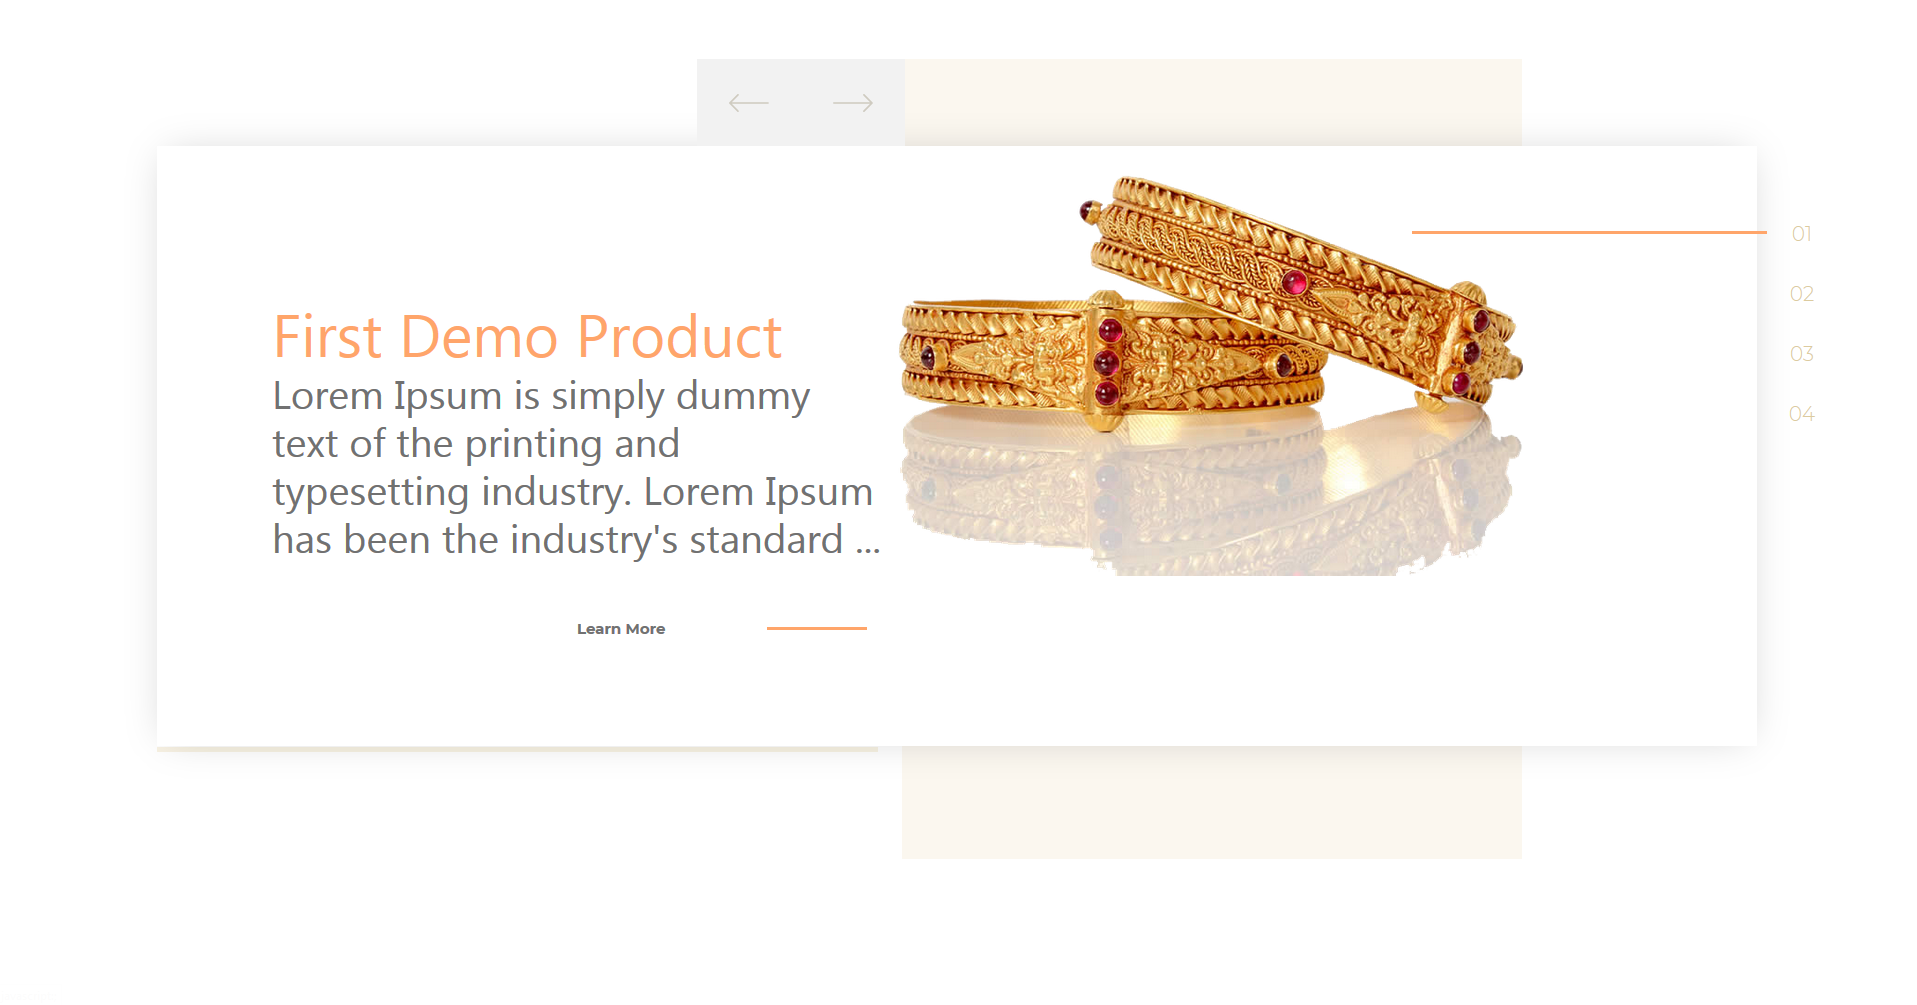 First Demo Product
Lorem Ipsum is simply dummy
text of the printing and
typesetting industry. Lorem Ipsum
has been the industry's standard ...
Learn More
01
02
03
04